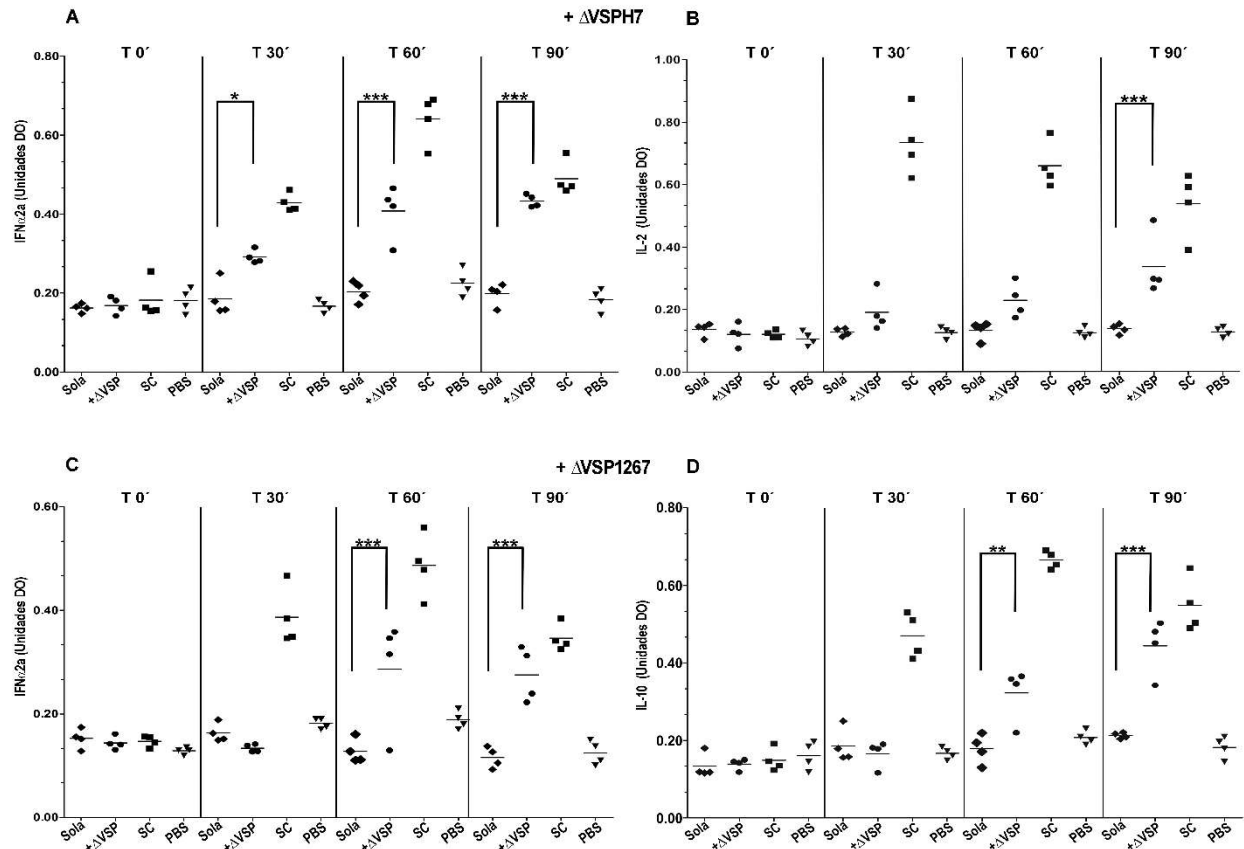 A
+ ΔVSPH7
B
T 0´ T 30´ T 60´ T 90´
T 0´ T 30´ T 60´ T 90´
0.80
0.60
0.40
0.20
0.00
IFNα2a (Unidades DO)
* *** ***
Sola +ΔVSP SC PBS Sola +ΔVSP SC PBS Sola +ΔVSP SC PBS Sola +ΔVSP SC PBS
1.00
0.80
0.60
0.40
0.20
0.00
IL-2 (Unidades DO)
***
Sola +ΔVSP SC PBS Sola +ΔVSP SC PBS Sola +ΔVSP SC PBS Sola +ΔVSP SC PBS
C
+ ΔVSP1267
D
T 0´ T 30´ T 60´ T 90´
T 0´ T 30´ T 60´ T 90´
0.60
0.40
0.20
0.00
IFNα2a (Unidades DO)
*** ***
Sola +ΔVSP SC PBS Sola +ΔVSP SC PBS Sola +ΔVSP SC PBS Sola +ΔVSP SC PBS
0.80
0.60
0.40
0.20
0.00
IL-10 (Unidades DO)
** ***
Sola +ΔVSP SC PBS Sola +ΔVSP SC PBS Sola +ΔVSP SC PBS Sola +ΔVSP SC PBS